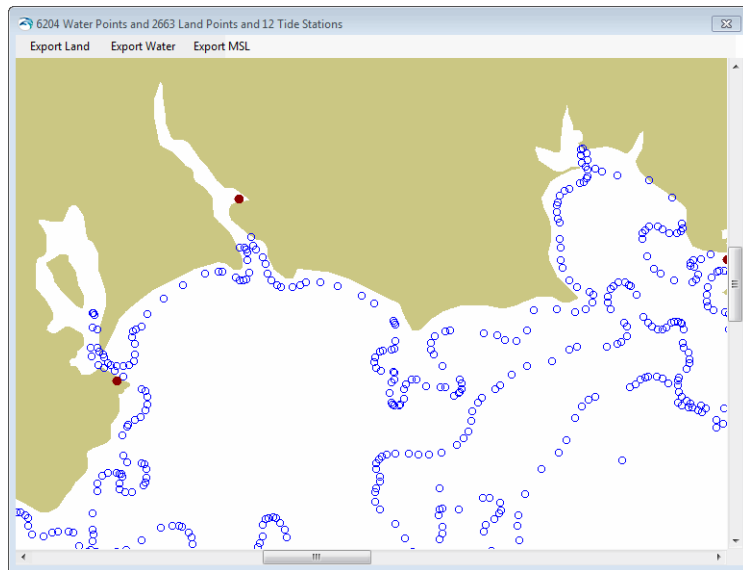 6204 Water Points and 2663 Land Points and 12 Tide Stations
Export Land Export Water Export MSL